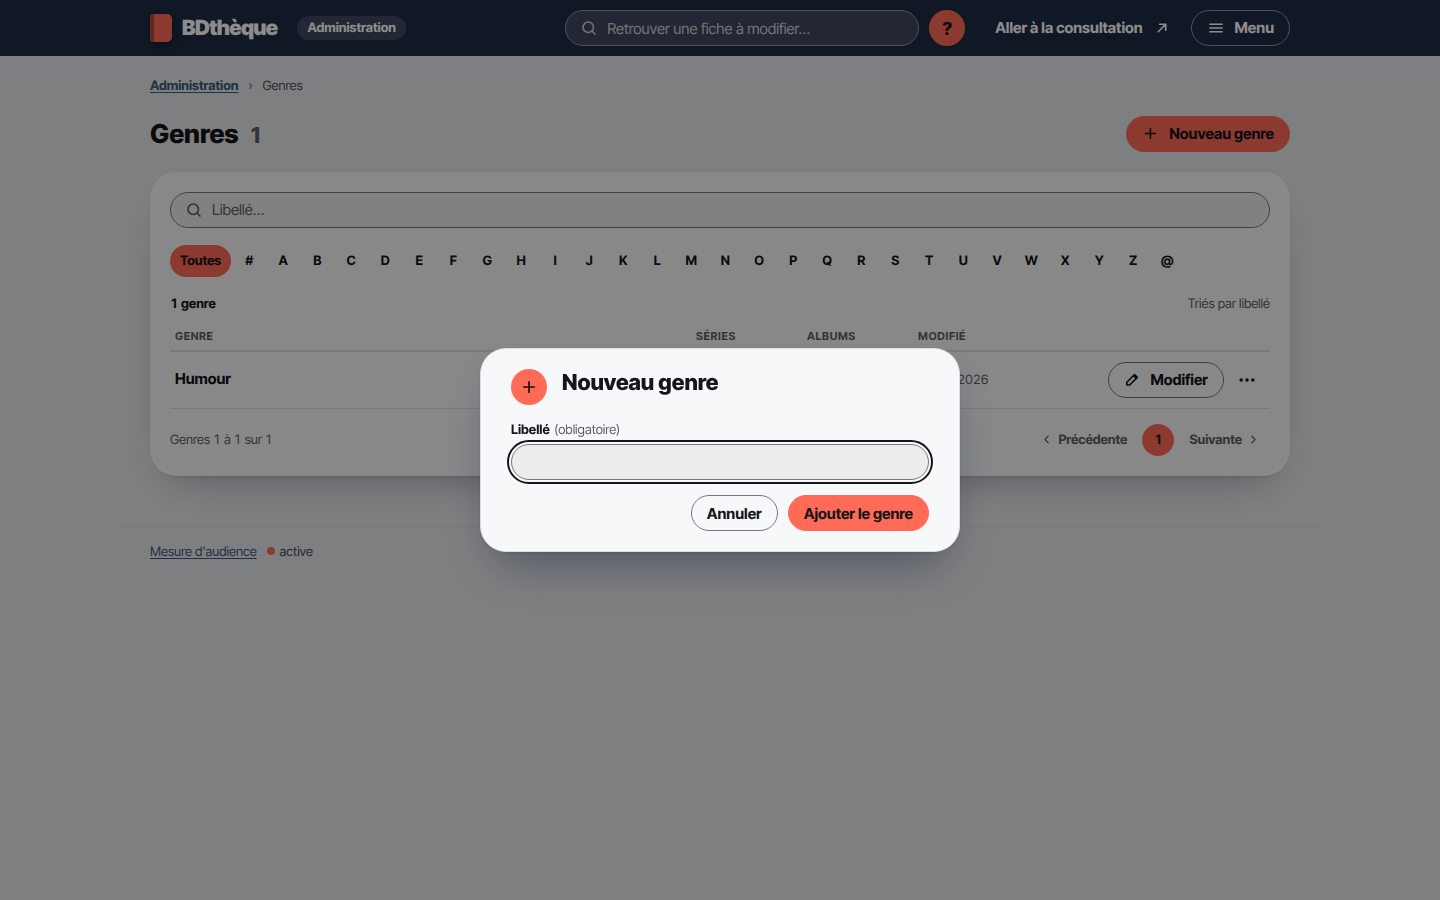 BDthèque Administration Retrouver une fiche à modifier... ? Aller à la consultation Menu
Administration › Genres
Genres 1 Nouveau genre
Libellé...
Toutes # A B C D E F G H I J K L M N O P Q R S T U V W X Y Z @
1 genre Triés par libellé
GENRE SÉRIES ALBUMS MODIFIÉ
Humour 2026 Modifier
Nouveau genre
Libellé (obligatoire)
Annuler Ajouter le genre
Genres 1 à 1 sur 1 Précédente 1 Suivante
Mesure d'audience active